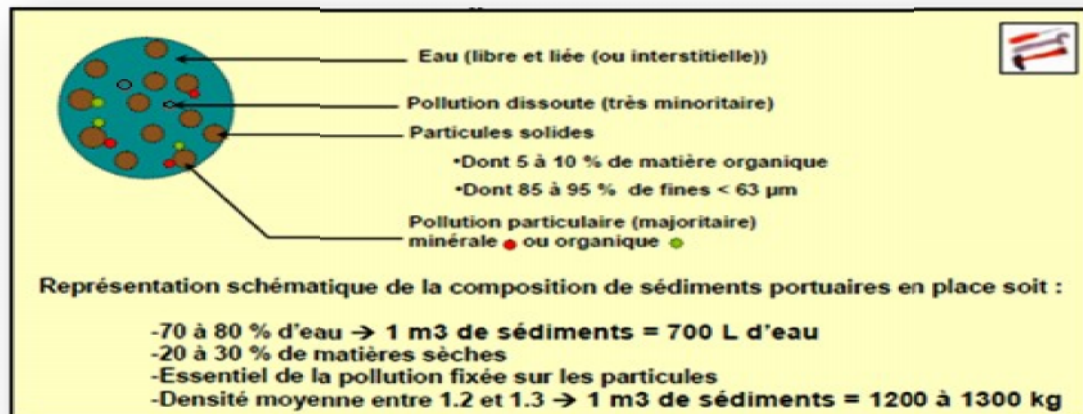 Eau (libre et liée (ou interstitielle))
Pollution dissoute (très minoritaire)
Particules solides
•Dont 5 à 10 % de matière organique
•Dont 85 à 95 % de fines < 63 µm
Pollution particulaire (majoritaire)
minérale ou organique
Représentation schématique de la composition de sédiments portuaires en place soit :
-70 à 80 % d'eau → 1 m3 de sédiments = 700 L d'eau
-20 à 30 % de matières sèches
-Essentiel de la pollution fixée sur les particules
-Densité moyenne entre 1.2 et 1.3 → 1 m3 de sédiments = 1200 à 1300 kg